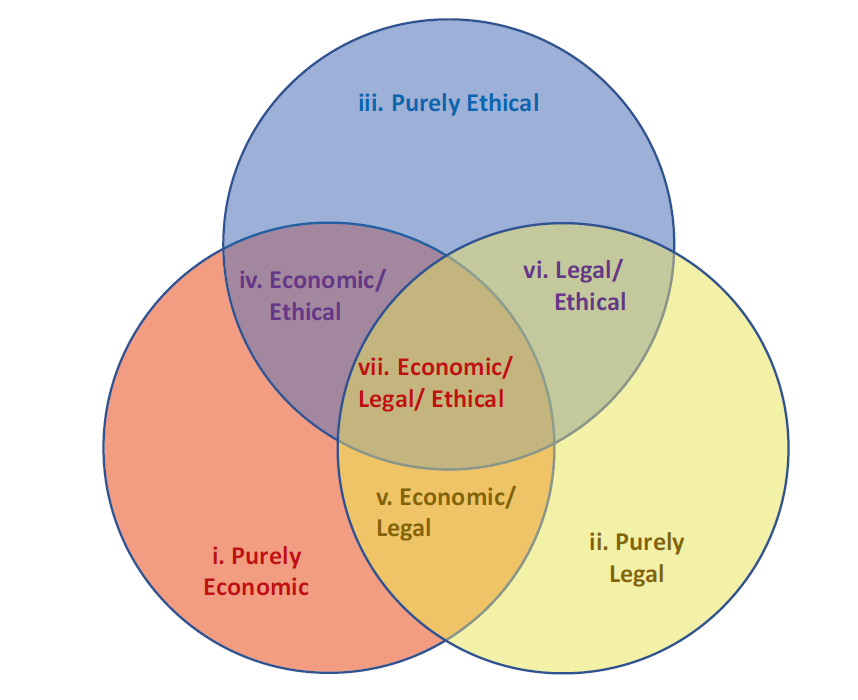 iii. Purely Ethical
iv. Economic/
Ethical
vi. Legal/
Ethical
vii. Economic/
Legal/ Ethical
v. Economic/
Legal
i. Purely
Economic
ii. Purely
Legal